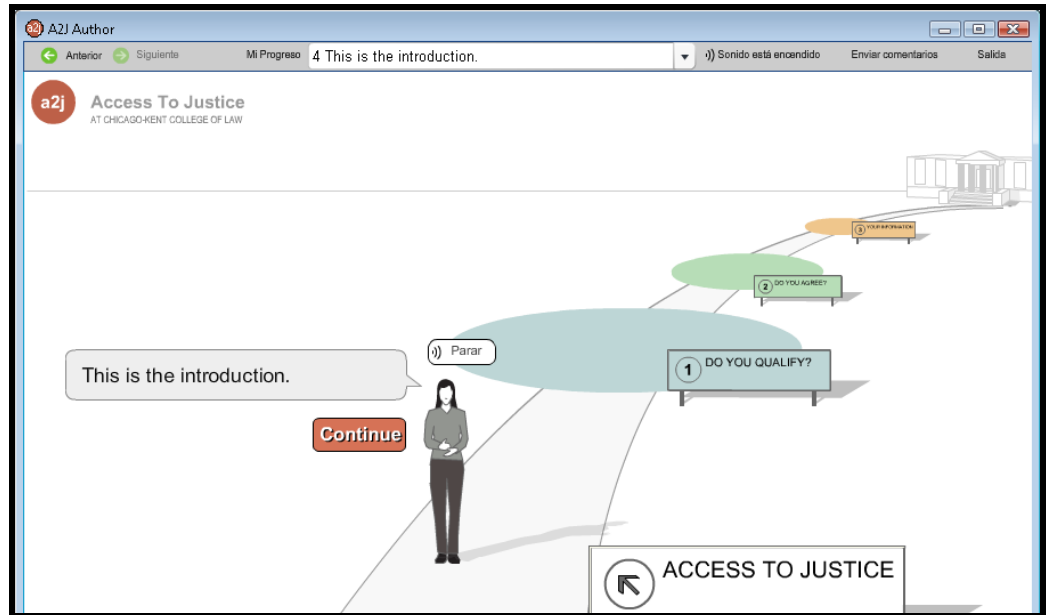 a2j A2J Author
Anterior Siguiente Mi Progreso 4 This is the introduction. Sonido está encendido Enviar comentarios Salida
a2j Access To Justice
AT CHICAGO-KENT COLLEGE OF LAW
3 YOUR INFORMATION
2 DO YOU AGREE?
Parar
1 DO YOU QUALIFY?
This is the introduction.
Continue
ACCESS TO JUSTICE